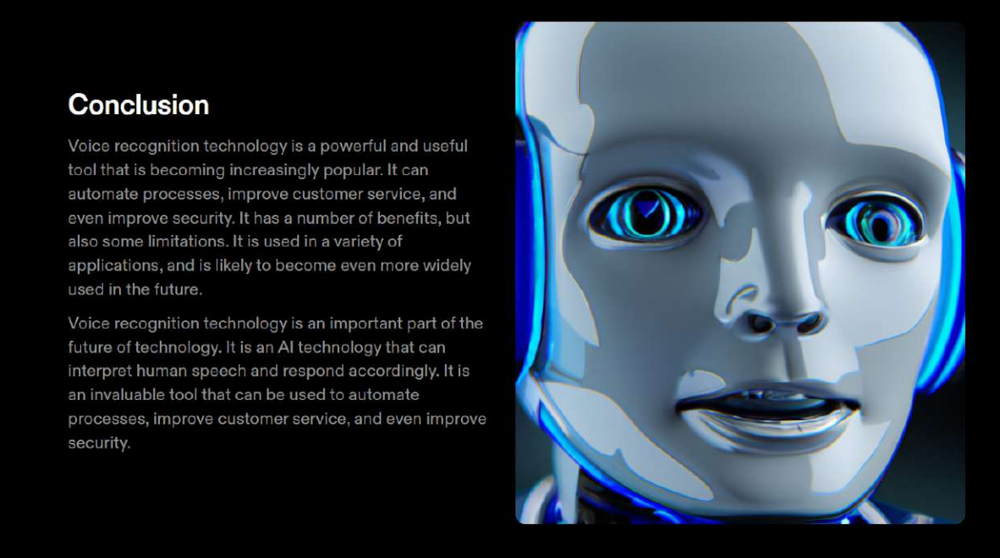 Conclusion
Voice recognition technology is a powerful and useful
tool that is becoming increasingly popular. It can
automate processes, improve customer service, and
even improve security. It has a number of benefits, but
also some limitations. It is used in a variety of
applications, and is likely to become even more widely
used in the future.
Voice recognition technology is an important part of the
future of technology. It is an AI technology that can
interpret human speech and respond accordingly. It is
an invaluable tool that can be used to automate
processes, improve customer service, and even improve
security.